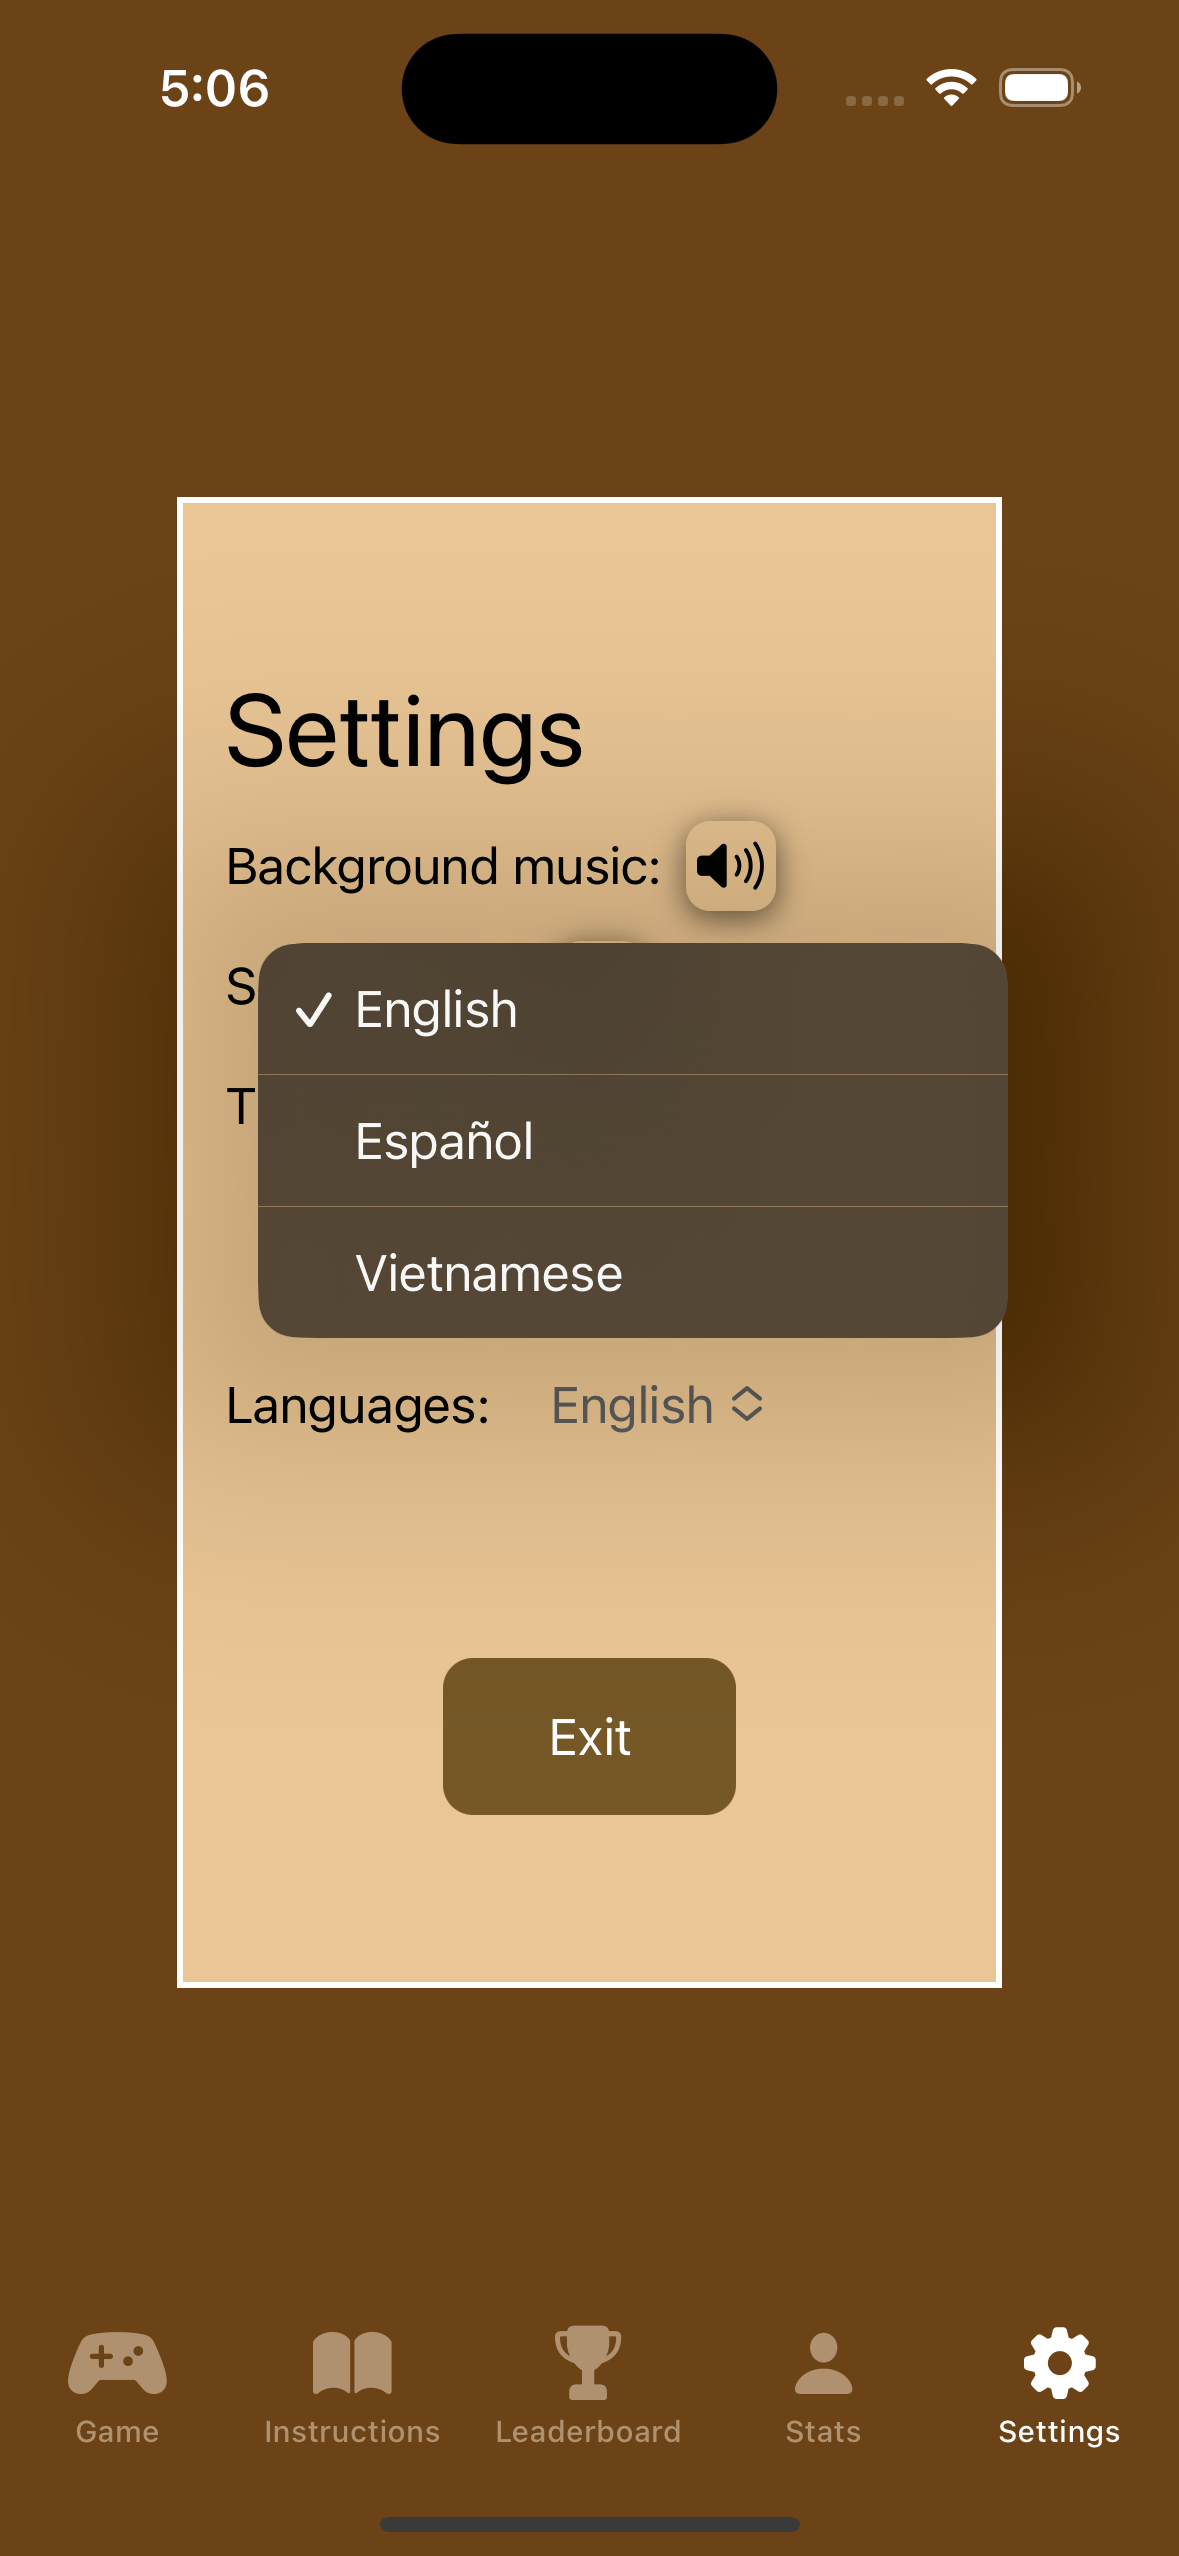 5:06
Settings
Background music:
S
T
English
Español
Vietnamese
Languages: English
Exit
Game Instructions Leaderboard Stats Settings